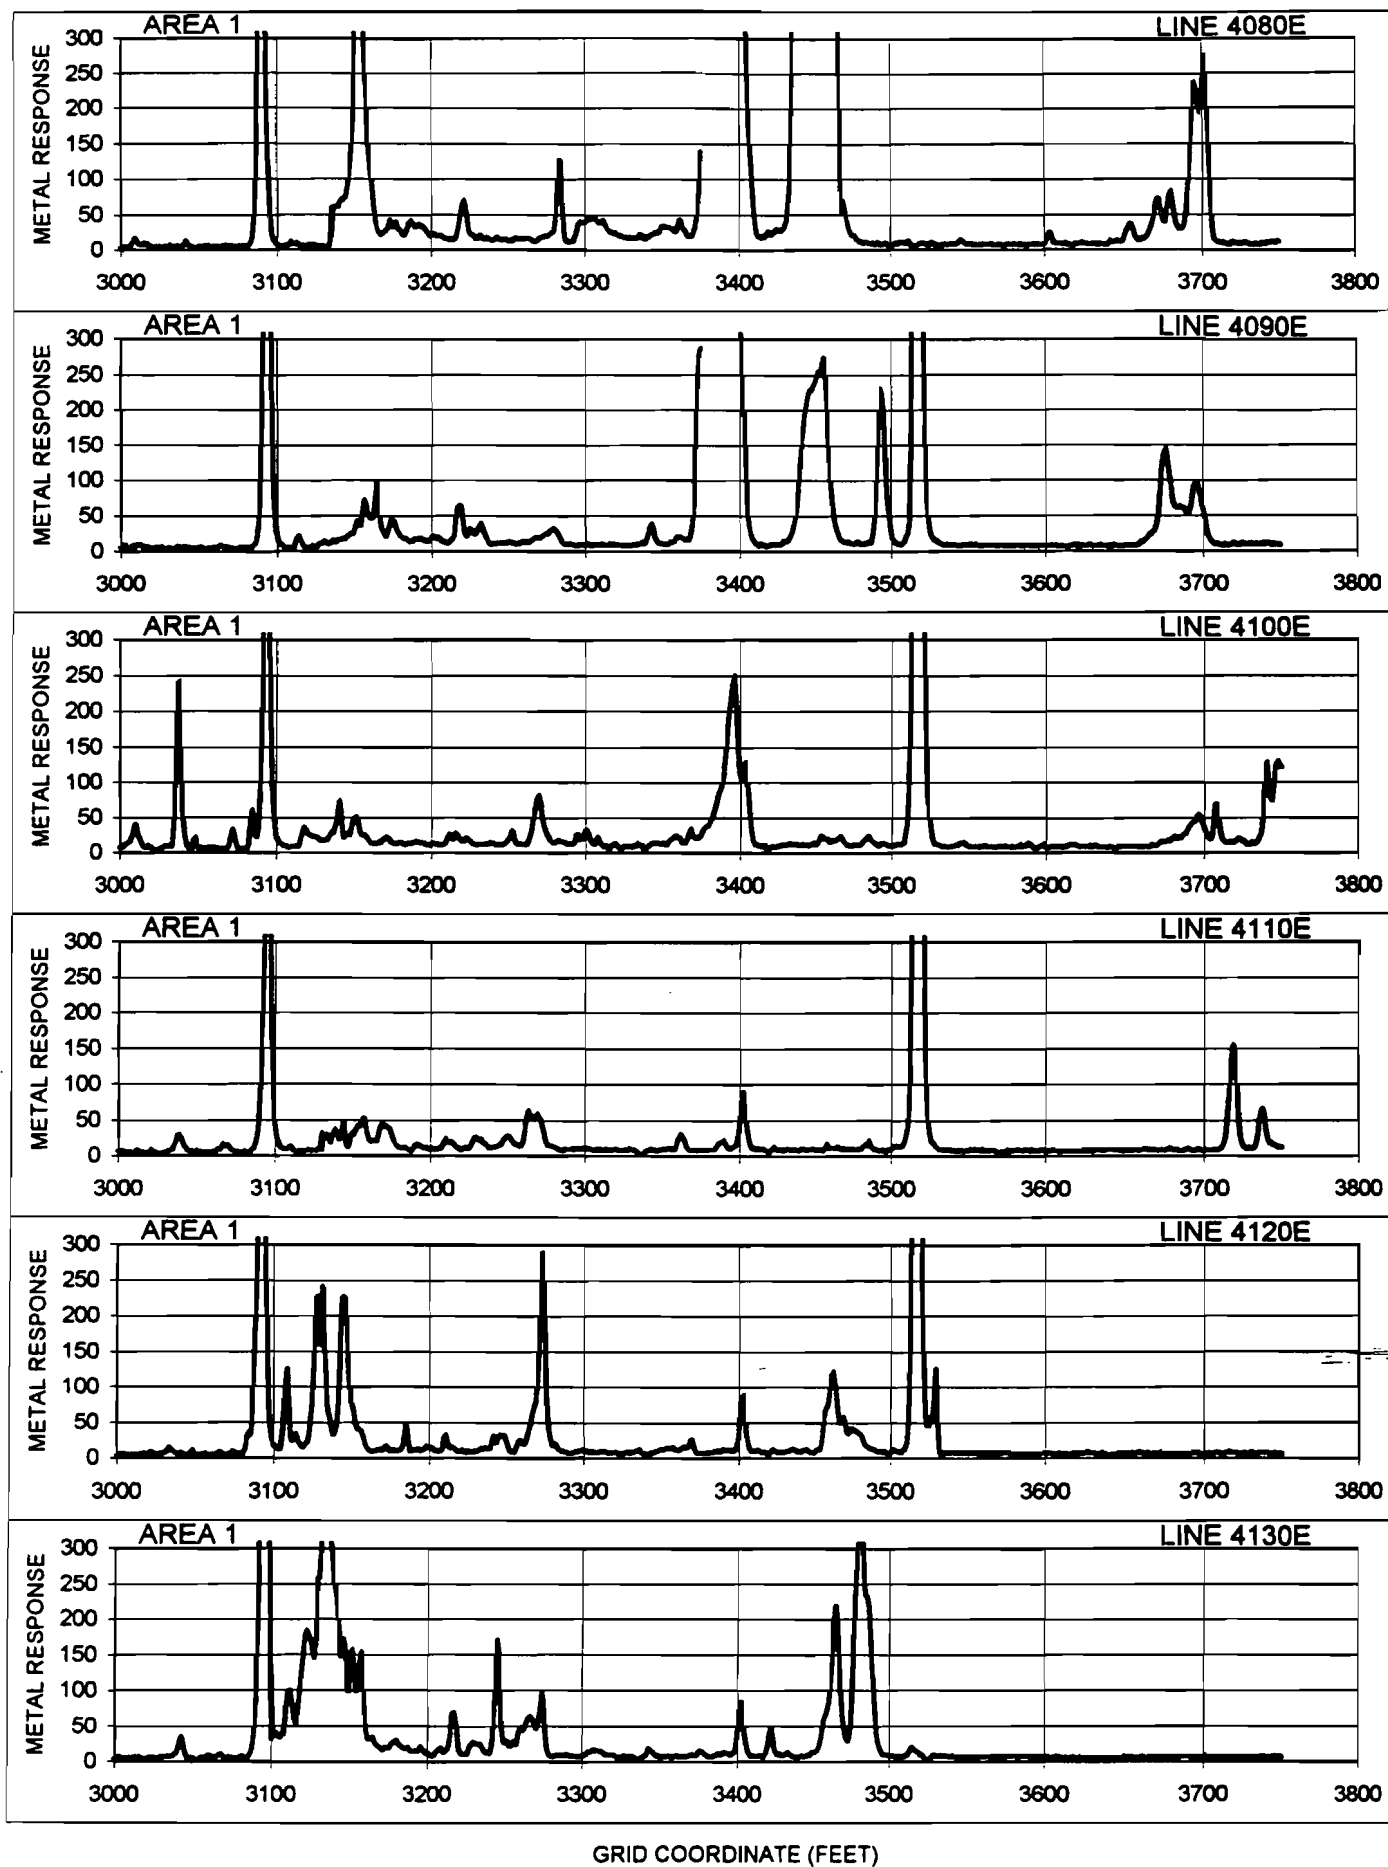 AREA 1 LINE 4080E
METAL RESPONSE
300
250
200
150
100
50
0
3000 3100 3200 3300 3400 3500 3600 3700 3800
AREA 1 LINE 4090E
METAL RESPONSE
300
250
200
150
100
50
0
3000 3100 3200 3300 3400 3500 3600 3700 3800
AREA 1 LINE 4100E
METAL RESPONSE
300
250
200
150
100
50
0
3000 3100 3200 3300 3400 3500 3600 3700 3800
AREA 1 LINE 4110E
METAL RESPONSE
300
250
200
150
100
50
0
3000 3100 3200 3300 3400 3500 3600 3700 3800
AREA 1 LINE 4120E
METAL RESPONSE
300
250
200
150
100
50
0
3000 3100 3200 3300 3400 3500 3600 3700 3800
AREA 1 LINE 4130E
METAL RESPONSE
300
250
200
150
100
50
0
3000 3100 3200 3300 3400 3500 3600 3700 3800
GRID COORDINATE (FEET)